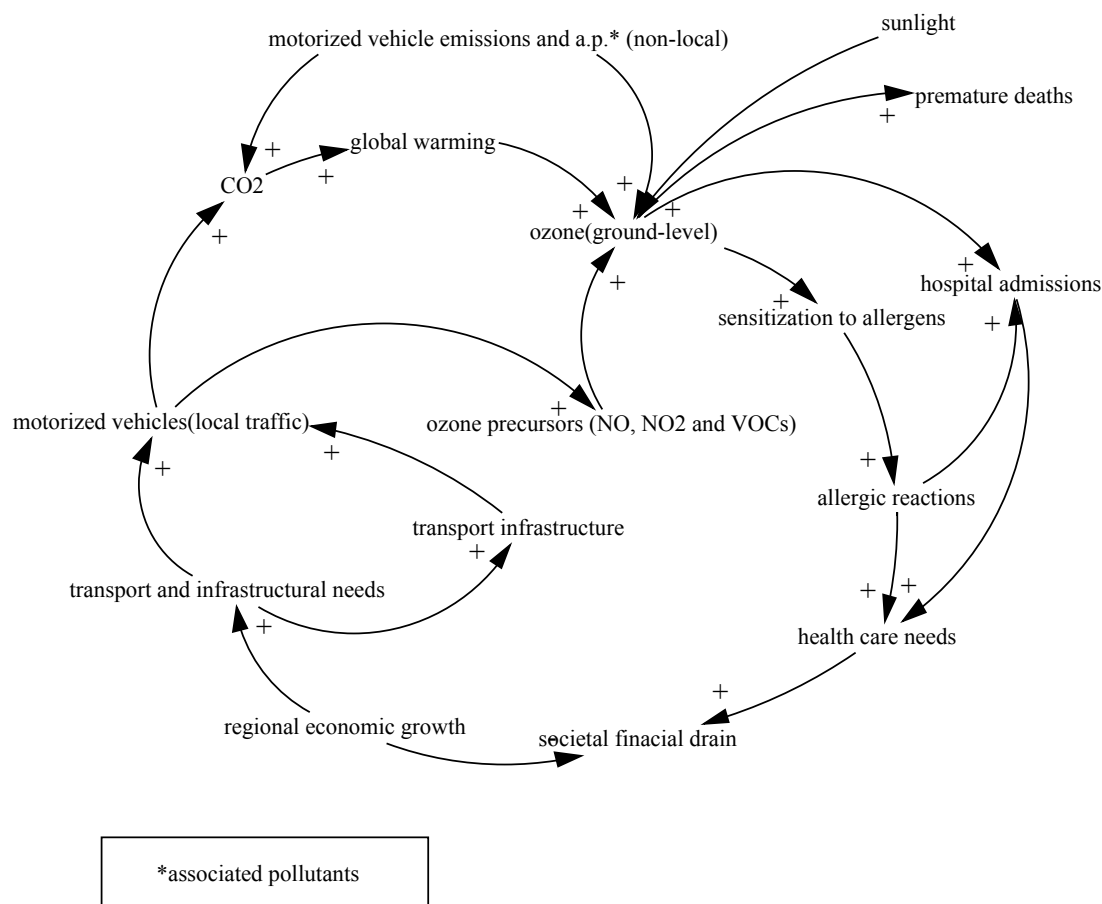 sunlight
motorized vehicle emissions and a.p.* (non-local)
premature deaths
+
+
global warming
+
CO2
+
+
+
+
ozone(ground-level)
+
+
+
hospital admissions
+
sensitization to allergens
+
motorized vehicles(local traffic)
+
ozone precursors (NO, NO2 and VOCs)
+
+
+
allergic reactions
transport infrastructure
+
transport and infrastructural needs
+
+
+
health care needs
+
regional economic growth
societal finacial drain
-
*associated pollutants